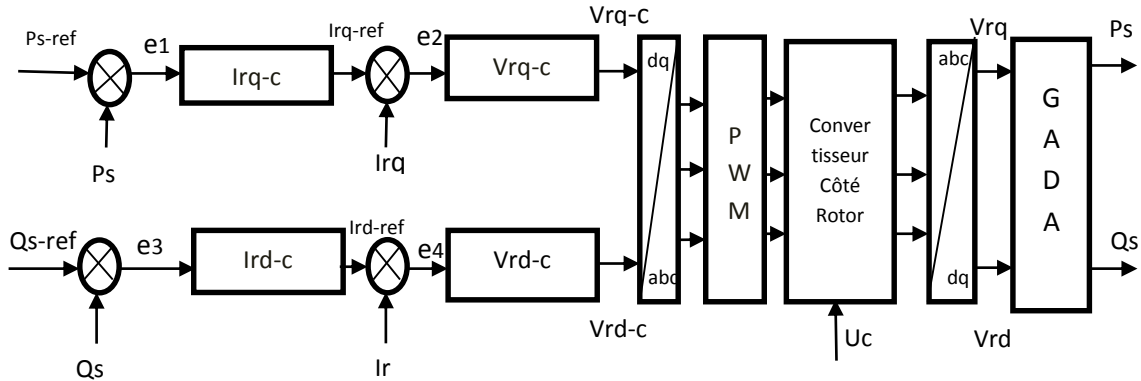 Ps-ref
e1
Irq-c
Irq-ref
e2
Vrq-c
Vrq-c
Ps
Irq
Qs-ref
e3
Ird-c
Ird-ref
e4
Vrd-c
Vrd-c
Qs
Ir
dq
abc
P
W
M
Conver
tisseur
Côté
Rotor
Uc
abc
dq
Vrq
Vrd
G
A
D
A
Ps
Qs